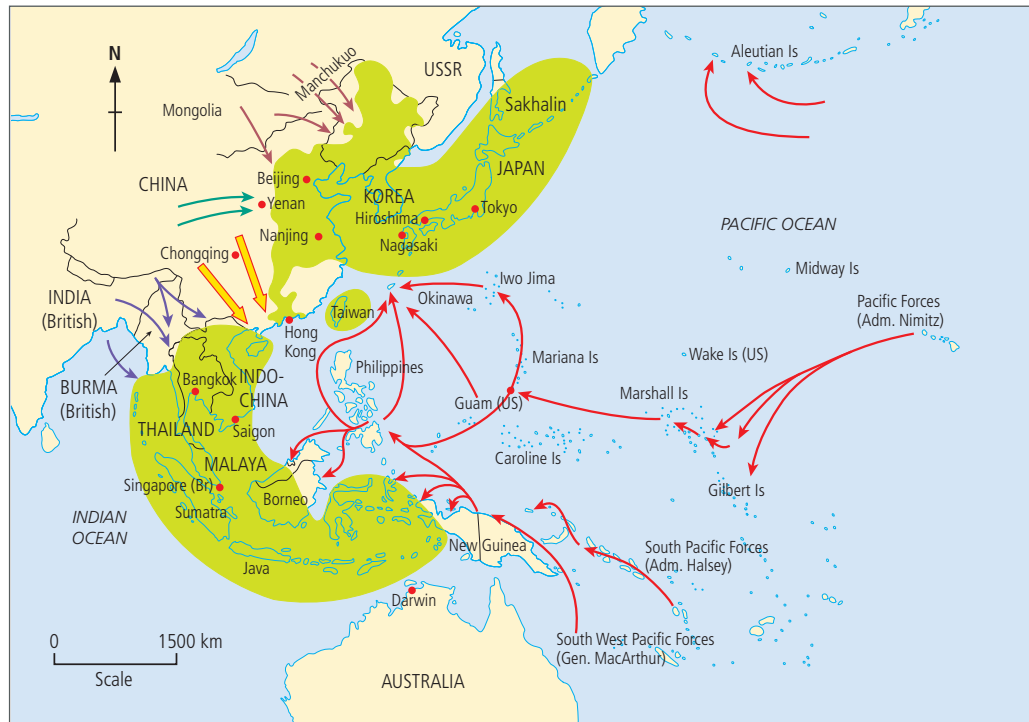 N
Aleutian Is
Manchukuo
USSR
Mongolia
Sakhalin
CHINA
Beijing
KOREA
JAPAN
Yenan
Hiroshima
Tokyo
Nanjing
Nagasaki
PACIFIC OCEAN
Chongqing
Midway Is
Iwo Jima
Okinawa
INDIA
(British)
Taiwan
Hong
Kong
Pacific Forces
(Adm. Nimitz)
Mariana Is
Wake Is (US)
Philippines
BURMA
(British)
Bangkok
INDO-
CHINA
Guam (US)
Marshall Is
Saigon
THAILAND
MALAYA
Caroline Is
Singapore (Br)
Borneo
Gilbert Is
Sumatra
INDIAN
OCEAN
New Guinea
South Pacific Forces
(Adm. Halsey)
Java
Darwin
South West Pacific Forces
(Gen. MacArthur)
0 1500 km
Scale
AUSTRALIA